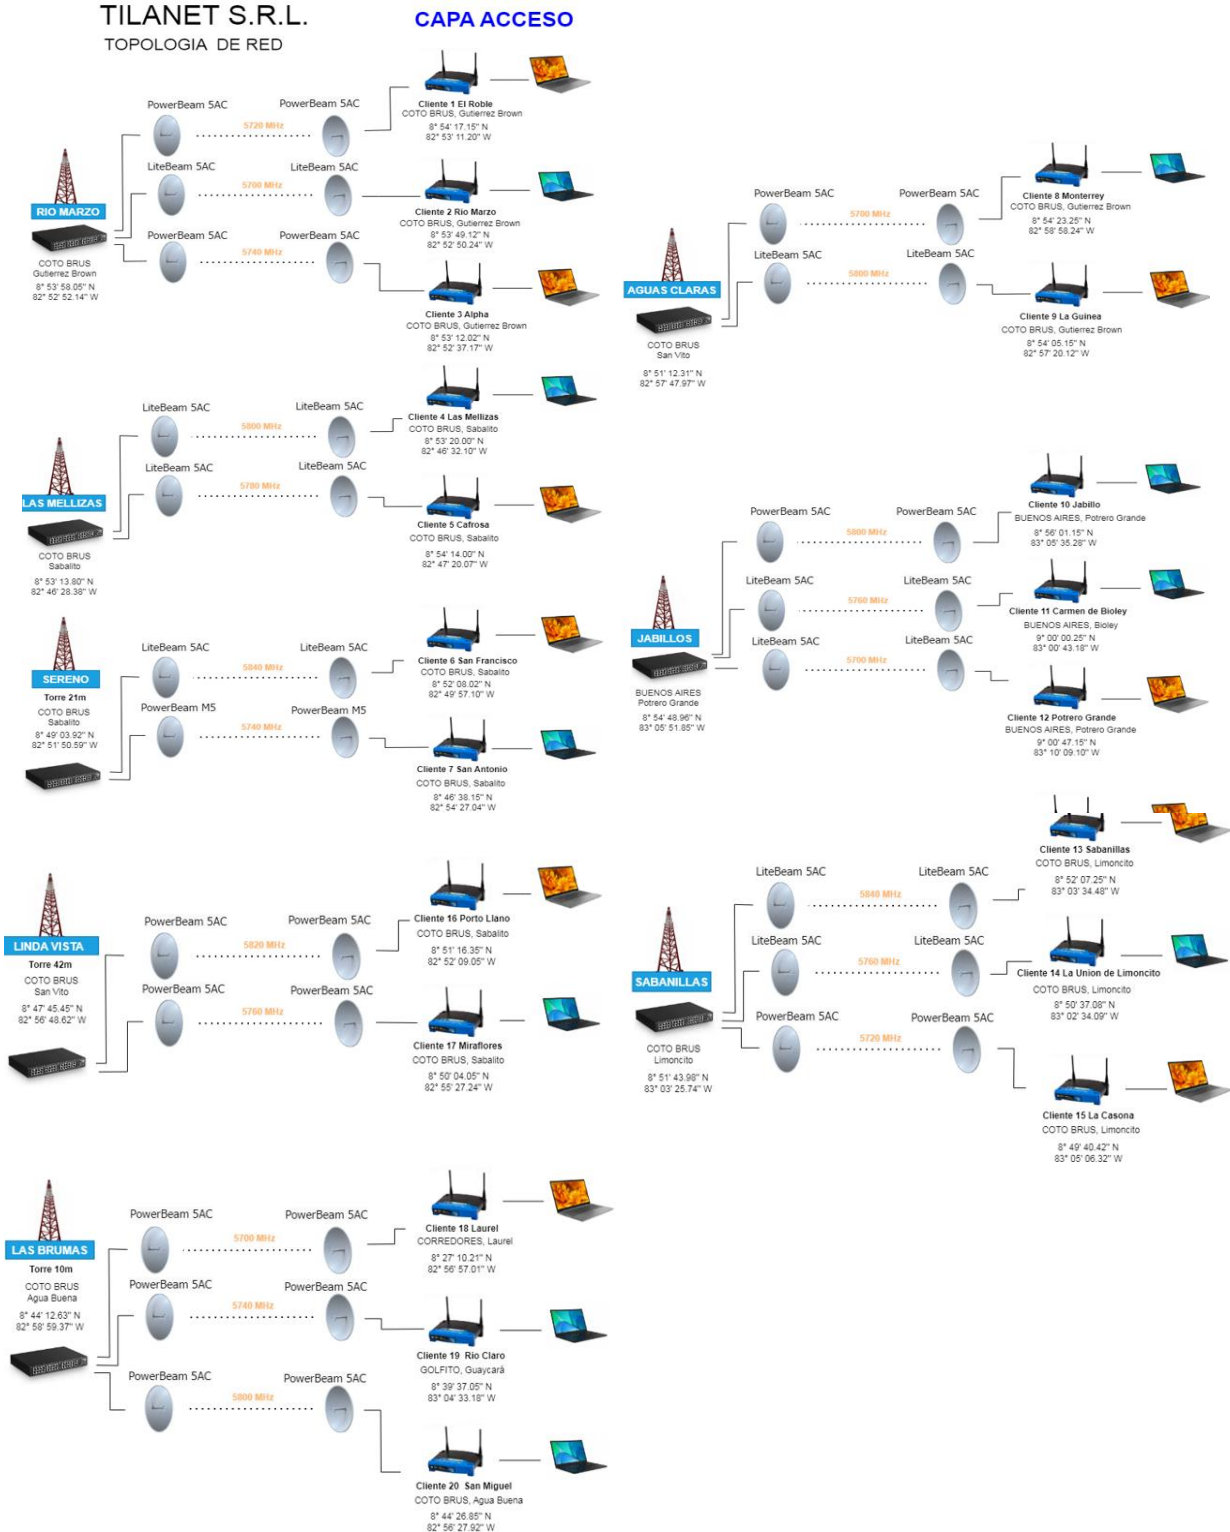 TILANET S.R.L.
TOPOLOGIA DE RED
CAPA ACCESO
PowerBeam 5AC
PowerBeam 5AC
5720 MHz
Cliente 1 El Roble
COTO BRUS, Gutierrez Brown
8° 54' 17.15'' N
82° 53' 11.20'' W
RIO MARZO
COTO BRUS
Gutierrez Brown
8° 53' 58.05'' N
82° 52' 52.14'' W
LiteBeam 5AC
LiteBeam 5AC
5700 MHz
Cliente 2 Rio Marzo
COTO BRUS, Gutierrez Brown
8° 53' 49.12'' N
82° 52' 50.24'' W
PowerBeam 5AC
PowerBeam 5AC
5740 MHz
Cliente 3 Alpha
COTO BRUS, Gutierrez Brown
8° 53' 12.02'' N
82° 52' 37.17'' W
LAS MELLIZAS
COTO BRUS
Sabalito
8° 53' 13.80'' N
82° 46' 28.38'' W
LiteBeam 5AC
LiteBeam 5AC
5800 MHz
Cliente 4 Las Mellizas
COTO BRUS, Sabalito
8° 53' 20.00'' N
82° 46' 32.10'' W
LiteBeam 5AC
LiteBeam 5AC
5780 MHz
Cliente 5 Cafrosa
COTO BRUS, Sabalito
8° 54' 14.00'' N
82° 47' 20.07'' W
SERENO
Torre 21m
COTO BRUS
Sabalito
8° 49' 03.92'' N
82° 51' 50.59'' W
LiteBeam 5AC
LiteBeam 5AC
5840 MHz
Cliente 6 San Francisco
COTO BRUS, Sabalito
8° 52' 08.02'' N
82° 49' 57.10'' W
PowerBeam M5
PowerBeam M5
5740 MHz
Cliente 7 San Antonio
COTO BRUS, Sabalito
8° 46' 38.15'' N
82° 54' 27.04'' W
LINDA VISTA
Torre 42m
COTO BRUS
San Vito
8° 47' 45.45'' N
82° 56' 48.62'' W
PowerBeam 5AC
PowerBeam 5AC
5820 MHz
Cliente 16 Porto Llano
COTO BRUS, Sabalito
8° 51' 16.35'' N
82° 52' 09.05'' W
PowerBeam 5AC
PowerBeam 5AC
5760 MHz
Cliente 17 Miraflores
COTO BRUS, Sabalito
8° 50' 04.05'' N
82° 55' 27.24'' W
LAS BRUMAS
Torre 10m
COTO BRUS
Agua Buena
8° 44' 12.63'' N
82° 58' 59.37'' W
PowerBeam 5AC
PowerBeam 5AC
5700 MHz
Cliente 18 Laurel
CORREDORES, Laurel
8° 27' 10.21'' N
82° 56' 57.01'' W
PowerBeam 5AC
PowerBeam 5AC
5740 MHz
Cliente 19 Rio Claro
GOLFITO, Guaycará
8° 39' 37.05'' N
83° 04' 33.18'' W
PowerBeam 5AC
PowerBeam 5AC
5800 MHz
Cliente 20 San Miguel
COTO BRUS, Agua Buena
8° 44' 26.85'' N
82° 56' 27.92'' W
AGUAS CLARAS
COTO BRUS
San Vito
8° 51' 12.31'' N
82° 57' 47.97'' W
PowerBeam 5AC
PowerBeam 5AC
5700 MHz
Cliente 8 Monterrey
COTO BRUS, Gutierrez Brown
8° 54' 23.25'' N
82° 58' 58.24'' W
LiteBeam 5AC
LiteBeam 5AC
5800 MHz
Cliente 9 La Guinea
COTO BRUS, Gutierrez Brown
8° 54' 05.15'' N
82° 57' 20.12'' W
JABILLOS
BUENOS AIRES
Potrero Grande
8° 54' 48.96'' N
83° 05' 51.85'' W
PowerBeam 5AC
PowerBeam 5AC
5800 MHz
Cliente 10 Jabillo
BUENOS AIRES, Potrero Grande
8° 56' 01.15'' N
83° 05' 35.28'' W
LiteBeam 5AC
LiteBeam 5AC
5760 MHz
Cliente 11 Carmen de Bioley
BUENOS AIRES, Bioley
9° 00' 00.25'' N
83° 00' 43.18'' W
LiteBeam 5AC
LiteBeam 5AC
5700 MHz
Cliente 12 Potrero Grande
BUENOS AIRES, Potrero Grande
9° 00' 47.15'' N
83° 10' 09.10'' W
SABANILLAS
COTO BRUS
Limoncito
8° 51' 43.98'' N
83° 03' 25.74'' W
LiteBeam 5AC
LiteBeam 5AC
5840 MHz
Cliente 13 Sabanillas
COTO BRUS, Limoncito
8° 52' 07.25'' N
83° 03' 34.48'' W
LiteBeam 5AC
LiteBeam 5AC
5760 MHz
Cliente 14 La Union de Limoncito
COTO BRUS, Limoncito
8° 50' 37.08'' N
83° 02' 34.09'' W
PowerBeam 5AC
PowerBeam 5AC
5720 MHz
Cliente 15 La Casona
COTO BRUS, Limoncito
8° 49' 40.42'' N
83° 05' 06.32'' W